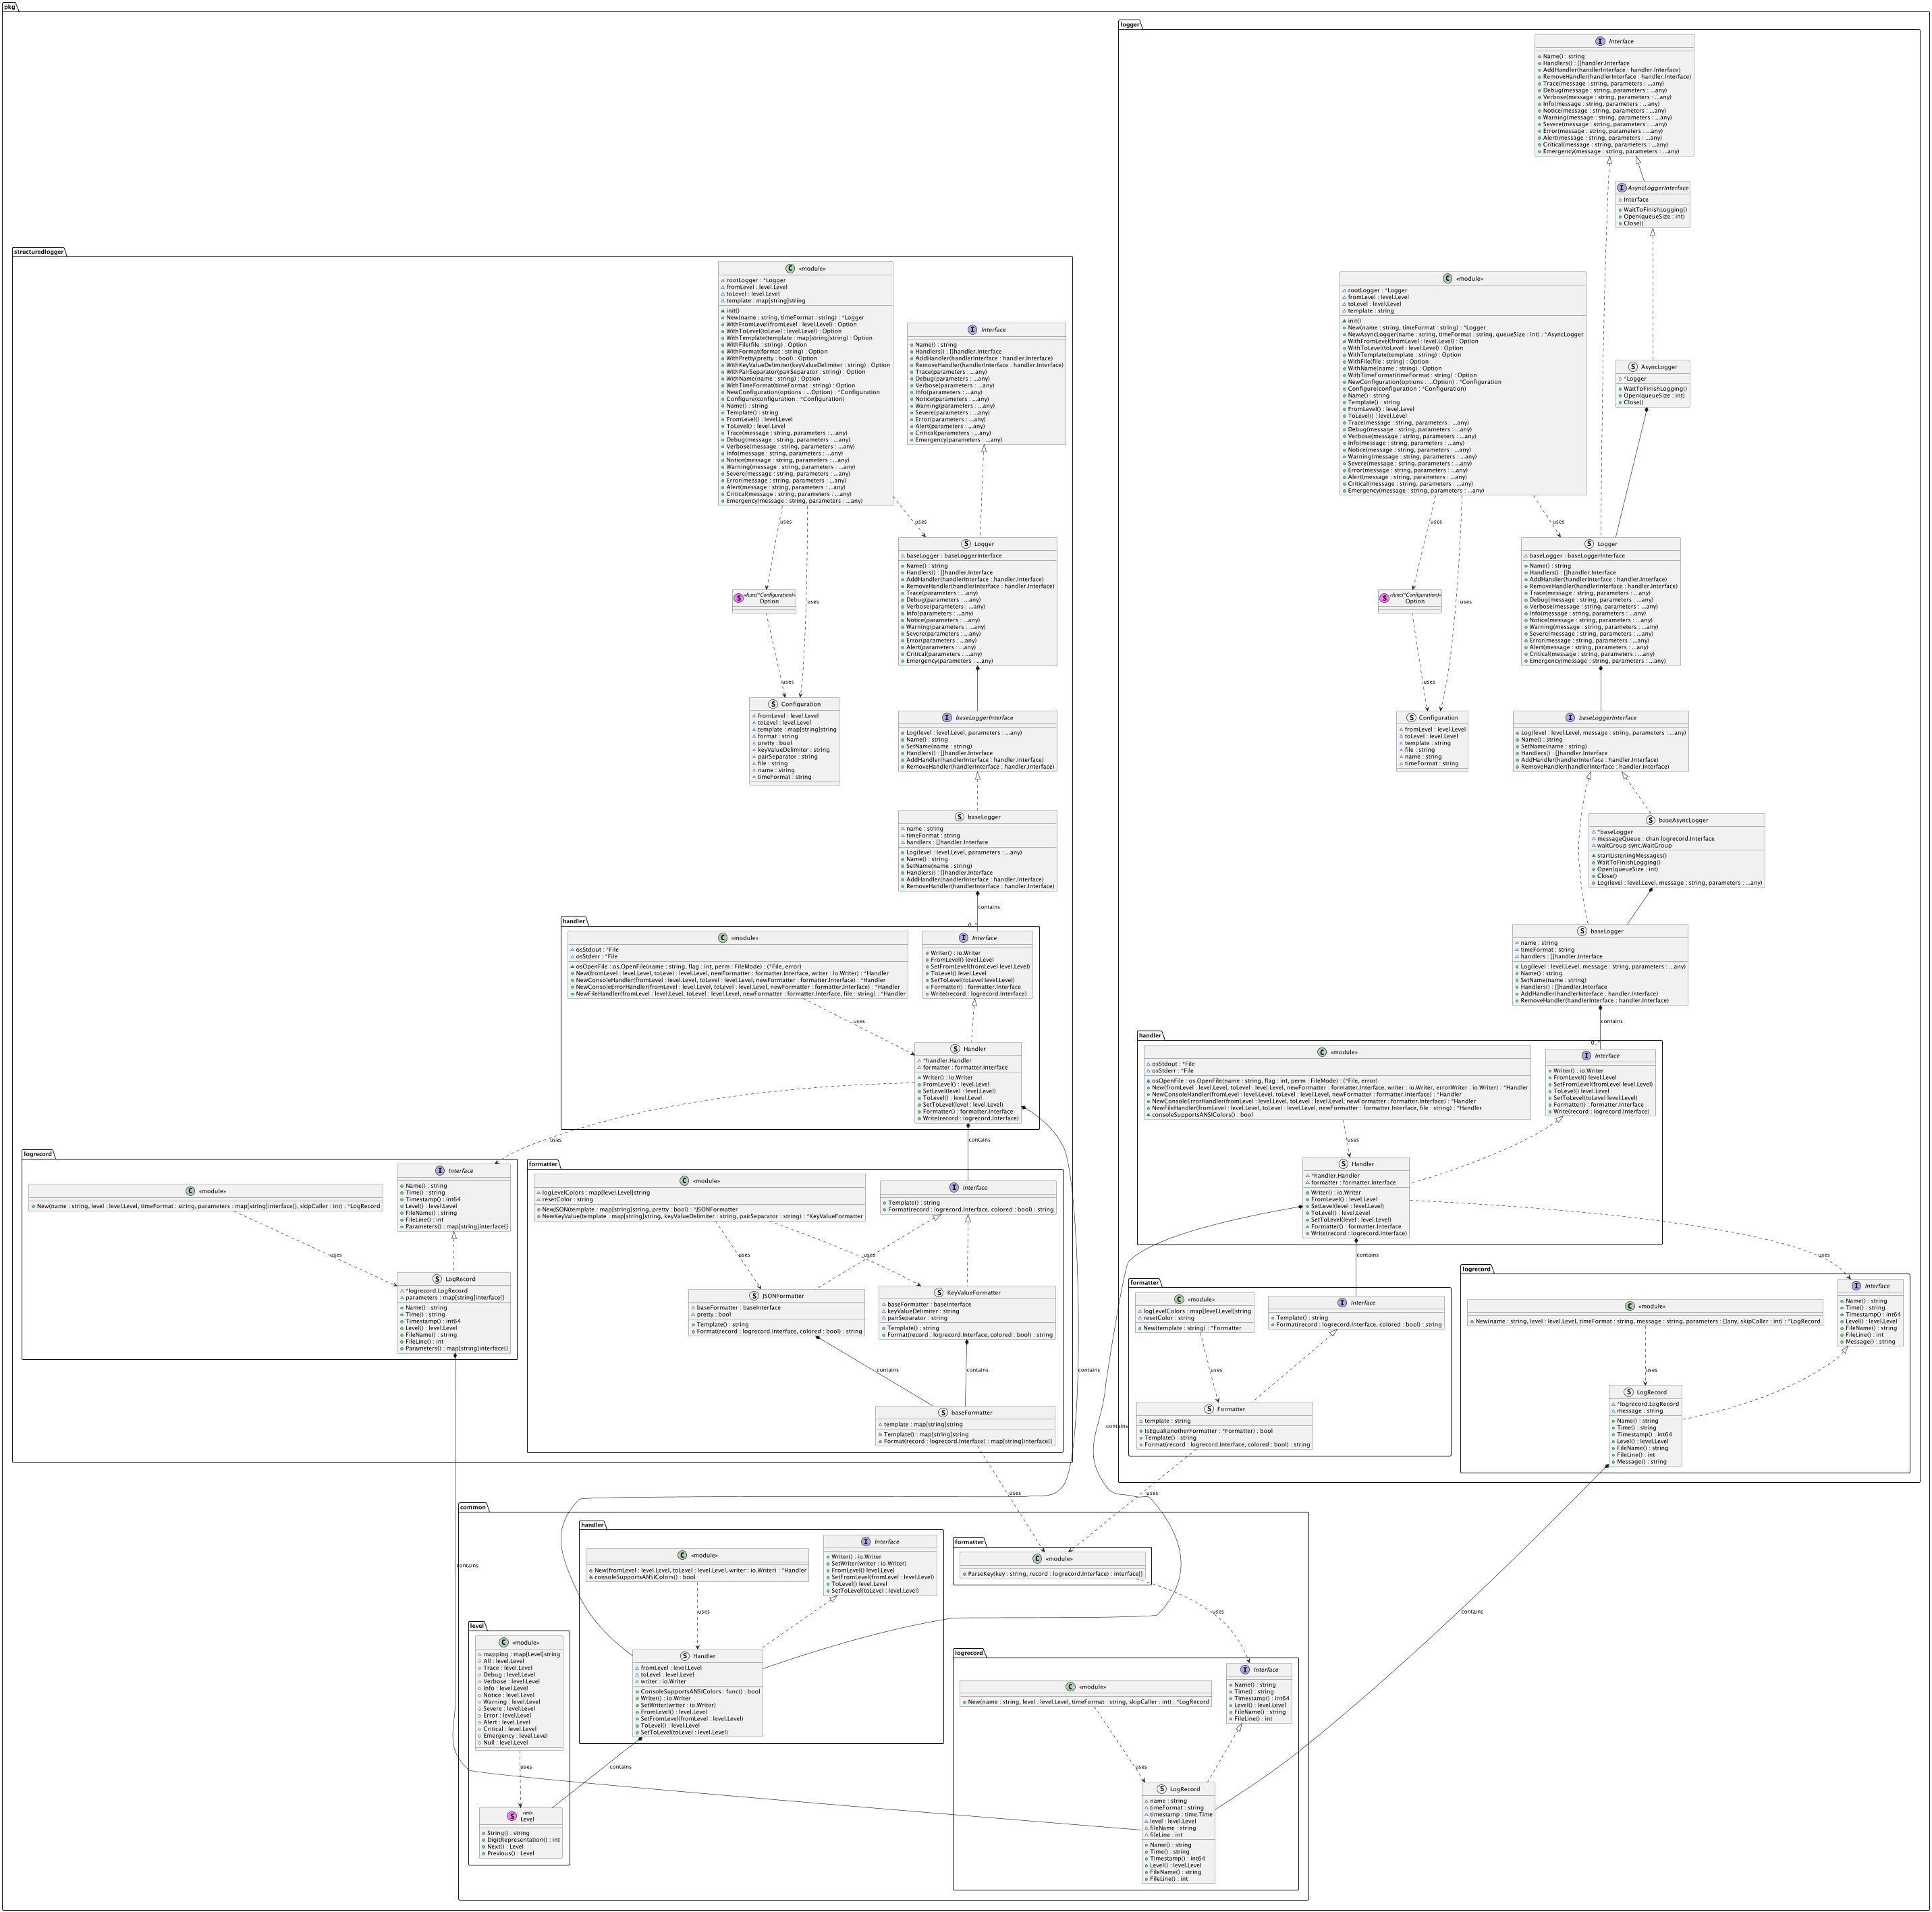 pkg
logger
Interface
Name() : string
Handlers() : []handler.Interface
AddHandler(handlerInterface : handler.Interface)
RemoveHandler(handlerInterface : handler.Interface)
Trace(message : string, parameters : ...any)
Debug(message : string, parameters : ...any)
Verbose(message : string, parameters : ...any)
Info(message : string, parameters : ...any)
Notice(message : string, parameters : ...any)
Warning(message : string, parameters : ...any)
Severe(message : string, parameters : ...any)
Error(message : string, parameters : ...any)
Alert(message : string, parameters : ...any)
Critical(message : string, parameters : ...any)
Emergency(message : string, parameters : ...any)
AsyncLoggerInterface
Interface
WaitToFinishLogging()
Open(queueSize : int)
Close()
«module»
rootLogger : *Logger
fromLevel : level.Level
toLevel : level.Level
template : string
init()
New(name : string, timeFormat : string) : *Logger
NewAsyncLogger(name : string, timeFormat : string, queueSize : int) : *AsyncLogger
WithFromLevel(fromLevel : level.Level) : Option
WithToLevel(toLevel : level.Level) : Option
WithTemplate(template : string) : Option
WithFile(file : string) : Option
WithName(name : string) : Option
WithTimeFormat(timeFormat : string) : Option
NewConfiguration(options : ...Option) : *Configuration
Configure(configuration : *Configuration)
Name() : string
Template() : string
FromLevel() : level.Level
ToLevel() : level.Level
Trace(message : string, parameters : ...any)
Debug(message : string, parameters : ...any)
Verbose(message : string, parameters : ...any)
Info(message : string, parameters : ...any)
Notice(message : string, parameters : ...any)
Warning(message : string, parameters : ...any)
Severe(message : string, parameters : ...any)
Error(message : string, parameters : ...any)
Alert(message : string, parameters : ...any)
Critical(message : string, parameters : ...any)
Emergency(message : string, parameters : ...any)
AsyncLogger
*Logger
WaitToFinishLogging()
Open(queueSize : int)
Close()
uses
uses
uses
Logger
baseLogger : baseLoggerInterface
Name() : string
Handlers() : []handler.Interface
AddHandler(handlerInterface : handler.Interface)
RemoveHandler(handlerInterface : handler.Interface)
Trace(message : string, parameters : ...any)
Debug(message : string, parameters : ...any)
Verbose(message : string, parameters : ...any)
Info(message : string, parameters : ...any)
Notice(message : string, parameters : ...any)
Warning(message : string, parameters : ...any)
Severe(message : string, parameters : ...any)
Error(message : string, parameters : ...any)
Alert(message : string, parameters : ...any)
Critical(message : string, parameters : ...any)
Emergency(message : string, parameters : ...any)
«func(*Configuration)»
Option
uses
Configuration
fromLevel : level.Level
toLevel : level.Level
template : string
file : string
name : string
timeFormat : string
baseLoggerInterface
Log(level : level.Level, message : string, parameters : ...any)
Name() : string
SetName(name : string)
Handlers() : []handler.Interface
AddHandler(handlerInterface : handler.Interface)
RemoveHandler(handlerInterface : handler.Interface)
baseAsyncLogger
*baseLogger
messageQueue : chan logrecord.Interface
waitGroup sync.WaitGroup
startListeningMessages()
WaitToFinishLogging()
Open(queueSize : int)
Close()
Log(level : level.Level, message : string, parameters : ...any)
baseLogger
name : string
timeFormat : string
handlers : []handler.Interface
Log(level : level.Level, message : string, parameters : ...any)
Name() : string
SetName(name : string)
Handlers() : []handler.Interface
AddHandler(handlerInterface : handler.Interface)
RemoveHandler(handlerInterface : handler.Interface)
contains
0..*
handler
«module»
osStdout : *File
osStderr : *File
osOpenFile : os.OpenFile(name : string, flag : int, perm : FileMode) : (*File, error)
New(fromLevel : level.Level, toLevel : level.Level, newFormatter : formatter.Interface, writer : io.Writer, errorWriter : io.Writer) : *Handler
NewConsoleHandler(fromLevel : level.Level, toLevel : level.Level, newFormatter : formatter.Interface) : *Handler
NewConsoleErrorHandler(fromLevel : level.Level, toLevel : level.Level, newFormatter : formatter.Interface) : *Handler
NewFileHandler(fromLevel : level.Level, toLevel : level.Level, newFormatter : formatter.Interface, file : string) : *Handler
consoleSupportsANSIColors() : bool
Interface
Writer() : io.Writer
FromLevel() level.Level
SetFromLevel(fromLevel level.Level)
ToLevel() level.Level
SetToLevel(toLevel level.Level)
Formatter() : formatter.Interface
Write(record : logrecord.Interface)
uses
Handler
*handler.Handler
formatter : formatter.Interface
Writer() : io.Writer
FromLevel() : level.Level
SetLevel(level : level.Level)
ToLevel() : level.Level
SetToLevel(level : level.Level)
Formatter() : formatter.Interface
Write(record : logrecord.Interface)
contains
uses
contains
formatter
«module»
logLevelColors : map[level.Level]string
resetColor : string
New(template : string) : *Formatter
Interface
Template() : string
Format(record : logrecord.Interface, colored : bool) : string
uses
Formatter
template : string
IsEqual(anotherFormatter : *Formatter) : bool
Template() : string
Format(record : logrecord.Interface, colored : bool) : string
uses
logrecord
«module»
New(name : string, level : level.Level, timeFormat : string, message : string, parameters : []any, skipCaller : int) : *LogRecord
Interface
Name() : string
Time() : string
Timestamp() : int64
Level() : level.Level
FileName() : string
FileLine() : int
Message() : string
uses
LogRecord
*logrecord.LogRecord
message : string
Name() : string
Time() : string
Timestamp() : int64
Level() : level.Level
FileName() : string
FileLine() : int
Message() : string
contains
structuredlogger
«module»
rootLogger : *Logger
fromLevel : level.Level
toLevel : level.Level
template : map[string]string
init()
New(name : string, timeFormat : string) : *Logger
WithFromLevel(fromLevel : level.Level) : Option
WithToLevel(toLevel : level.Level) : Option
WithTemplate(template : map[string]string) : Option
WithFile(file : string) : Option
WithFormat(format : string) : Option
WithPretty(pretty : bool) : Option
WithKeyValueDelimiter(keyValueDelimiter : string) : Option
WithPairSeparator(pairSeparator : string) : Option
WithName(name : string) : Option
WithTimeFormat(timeFormat : string) : Option
NewConfiguration(options : ...Option) : *Configuration
Configure(configuration : *Configuration)
Name() : string
Template() : string
FromLevel() : level.Level
ToLevel() : level.Level
Trace(message : string, parameters : ...any)
Debug(message : string, parameters : ...any)
Verbose(message : string, parameters : ...any)
Info(message : string, parameters : ...any)
Notice(message : string, parameters : ...any)
Warning(message : string, parameters : ...any)
Severe(message : string, parameters : ...any)
Error(message : string, parameters : ...any)
Alert(message : string, parameters : ...any)
Critical(message : string, parameters : ...any)
Emergency(message : string, parameters : ...any)
Interface
Name() : string
Handlers() : []handler.Interface
AddHandler(handlerInterface : handler.Interface)
RemoveHandler(handlerInterface : handler.Interface)
Trace(parameters : ...any)
Debug(parameters : ...any)
Verbose(parameters : ...any)
Info(parameters : ...any)
Notice(parameters : ...any)
Warning(parameters : ...any)
Severe(parameters : ...any)
Error(parameters : ...any)
Alert(parameters : ...any)
Critical(parameters : ...any)
Emergency(parameters : ...any)
uses
uses
uses
Logger
baseLogger : baseLoggerInterface
Name() : string
Handlers() : []handler.Interface
AddHandler(handlerInterface : handler.Interface)
RemoveHandler(handlerInterface : handler.Interface)
Trace(parameters : ...any)
Debug(parameters : ...any)
Verbose(parameters : ...any)
Info(parameters : ...any)
Notice(parameters : ...any)
Warning(parameters : ...any)
Severe(parameters : ...any)
Error(parameters : ...any)
Alert(parameters : ...any)
Critical(parameters : ...any)
Emergency(parameters : ...any)
«func(*Configuration)»
Option
uses
Configuration
fromLevel : level.Level
toLevel : level.Level
template : map[string]string
format : string
pretty : bool
keyValueDelimiter : string
pairSeparator : string
file : string
name : string
timeFormat : string
baseLoggerInterface
Log(level : level.Level, parameters : ...any)
Name() : string
SetName(name : string)
Handlers() : []handler.Interface
AddHandler(handlerInterface : handler.Interface)
RemoveHandler(handlerInterface : handler.Interface)
baseLogger
name : string
timeFormat : string
handlers : []handler.Interface
Log(level : level.Level, parameters : ...any)
Name() : string
SetName(name : string)
Handlers() : []handler.Interface
AddHandler(handlerInterface : handler.Interface)
RemoveHandler(handlerInterface : handler.Interface)
contains
0..*
handler
«module»
osStdout : *File
osStderr : *File
osOpenFile : os.OpenFile(name : string, flag : int, perm : FileMode) : (*File, error)
New(fromLevel : level.Level, toLevel : level.Level, newFormatter : formatter.Interface, writer : io.Writer) : *Handler
NewConsoleHandler(fromLevel : level.Level, toLevel : level.Level, newFormatter : formatter.Interface) : *Handler
NewConsoleErrorHandler(fromLevel : level.Level, toLevel : level.Level, newFormatter : formatter.Interface) : *Handler
NewFileHandler(fromLevel : level.Level, toLevel : level.Level, newFormatter : formatter.Interface, file : string) : *Handler
Interface
Writer() : io.Writer
FromLevel() level.Level
SetFromLevel(fromLevel level.Level)
ToLevel() level.Level
SetToLevel(toLevel level.Level)
Formatter() : formatter.Interface
Write(record : logrecord.Interface)
uses
Handler
*handler.Handler
formatter : formatter.Interface
Writer() : io.Writer
FromLevel() : level.Level
SetLevel(level : level.Level)
ToLevel() : level.Level
SetToLevel(level : level.Level)
Formatter() : formatter.Interface
Write(record : logrecord.Interface)
uses
contains
contains
logrecord
«module»
New(name : string, level : level.Level, timeFormat : string, parameters : map[string]interface{}, skipCaller : int) : *LogRecord
Interface
Name() : string
Time() : string
Timestamp() : int64
Level() : level.Level
FileName() : string
FileLine() : int
Parameters() : map[string]interface{}
uses
LogRecord
*logrecord.LogRecord
parameters : map[string]interface{}
Name() : string
Time() : string
Timestamp() : int64
Level() : level.Level
FileName() : string
FileLine() : int
Parameters() : map[string]interface{}
contains
formatter
«module»
logLevelColors : map[level.Level]string
resetColor : string
NewJSON(template : map[string]string, pretty : bool) : *JSONFormatter
NewKeyValue(template : map[string]string, keyValueDelimiter : string, pairSeparator : string) : *KeyValueFormatter
Interface
Template() : string
Format(record : logrecord.Interface, colored : bool) : string
uses
uses
JSONFormatter
baseFormatter : baseInterface
pretty : bool
Template() : string
Format(record : logrecord.Interface, colored : bool) : string
KeyValueFormatter
baseFormatter : baseInterface
keyValueDelimiter : string
pairSeparator : string
Template() : string
Format(record : logrecord.Interface, colored : bool) : string
contains
contains
baseFormatter
template : map[string]string
Template() : map[string]string
Format(record : logrecord.Interface) : map[string]interface{}
uses
common
handler
«module»
New(fromLevel : level.Level, toLevel : level.Level, writer : io.Writer) : *Handler
consoleSupportsANSIColors() : bool
Interface
Writer() : io.Writer
SetWriter(writer : io.Writer)
FromLevel() level.Level
SetFromLevel(fromLevel : level.Level)
ToLevel() level.Level
SetToLevel(toLevel : level.Level)
uses
Handler
fromLevel : level.Level
toLevel : level.Level
writer : io.Writer
ConsoleSupportsANSIColors : func() : bool
Writer() : io.Writer
SetWriter(writer : io.Writer)
FromLevel() : level.Level
SetFromLevel(fromLevel : level.Level)
ToLevel() : level.Level
SetToLevel(toLevel : level.Level)
contains
formatter
«module»
ParseKey(key : string, record : logrecord.Interface) : interface{}
uses
level
«module»
mapping : map[Level]string
All : level.Level
Trace : level.Level
Debug : level.Level
Verbose : level.Level
Info : level.Level
Notice : level.Level
Warning : level.Level
Severe : level.Level
Error : level.Level
Alert : level.Level
Critical : level.Level
Emergency : level.Level
Null : level.Level
uses
«int»
Level
String() : string
DigitRepresentation() : int
Next() : Level
Previous() : Level
logrecord
«module»
New(name : string, level : level.Level, timeFormat : string, skipCaller : int) : *LogRecord
Interface
Name() : string
Time() : string
Timestamp() : int64
Level() : level.Level
FileName() : string
FileLine() : int
uses
LogRecord
name : string
timeFormat : string
timestamp : time.Time
level : level.Level
fileName : string
fileLine : int
Name() : string
Time() : string
Timestamp() : int64
Level() : level.Level
FileName() : string
FileLine() : int